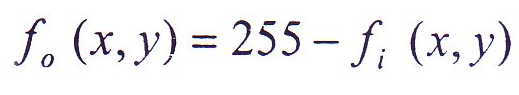 f_o (x, y) = 255 − f_i (x, y)